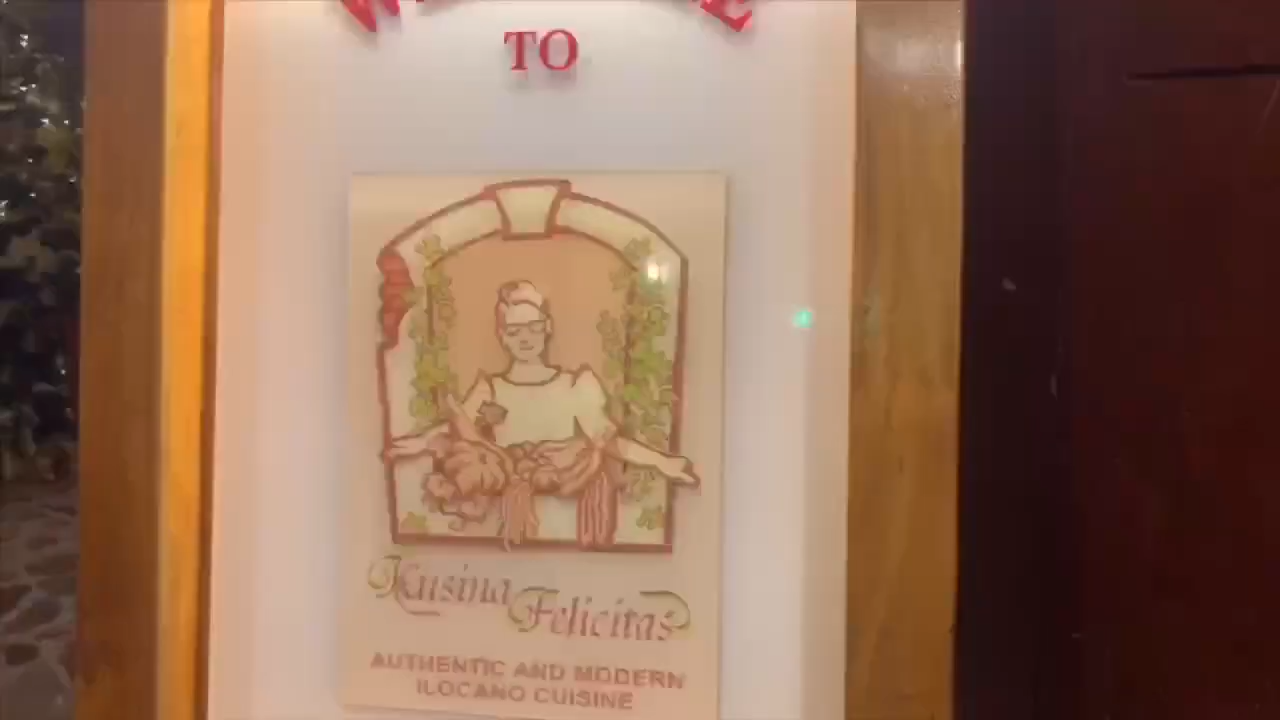 TO
Kusina Felicitas
AUTHENTIC AND MODERN
ILOCANO CUISINE